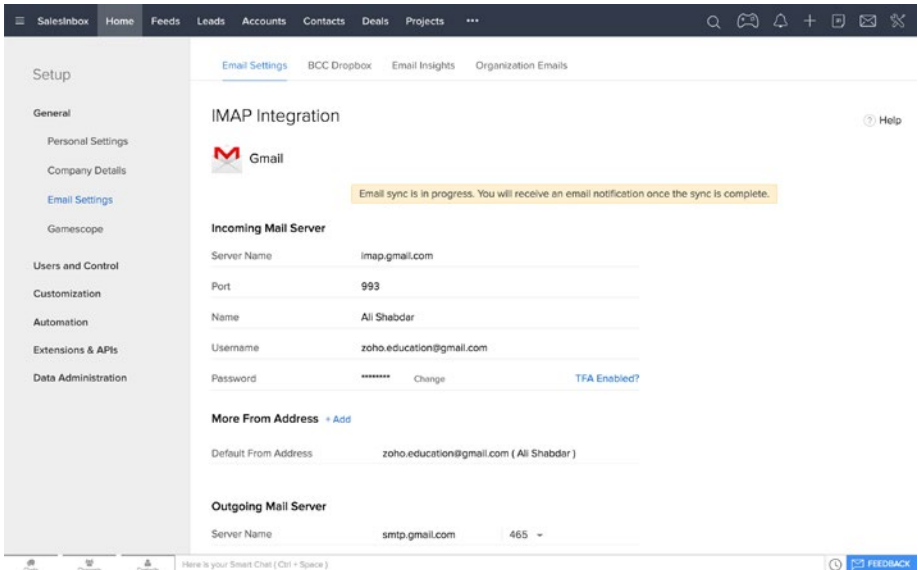 SalesInbox Home Feeds Leads Accounts Contacts Deals Projects •••
Setup
General
Personal Settings
Company Details
Email Settings
Gamescope
Users and Control
Customization
Automation
Extensions & APIs
Data Administration
Email Settings BCC Dropbox Email Insights Organization Emails
IMAP Integration
? Help
Gmail
Email sync is in progress. You will receive an email notification once the sync is complete.
Incoming Mail Server
Server Name imap.gmail.com
Port 993
Name Ali Shabdar
Username zoho.education@gmail.com
Password ******** Change TFA Enabled?
More From Address + Add
Default From Address zoho.education@gmail.com ( Ali Shabdar )
Outgoing Mail Server
Server Name smtp.gmail.com 465
Here is your Smart Chat ( Ctrl + Space )
FEEDBACK